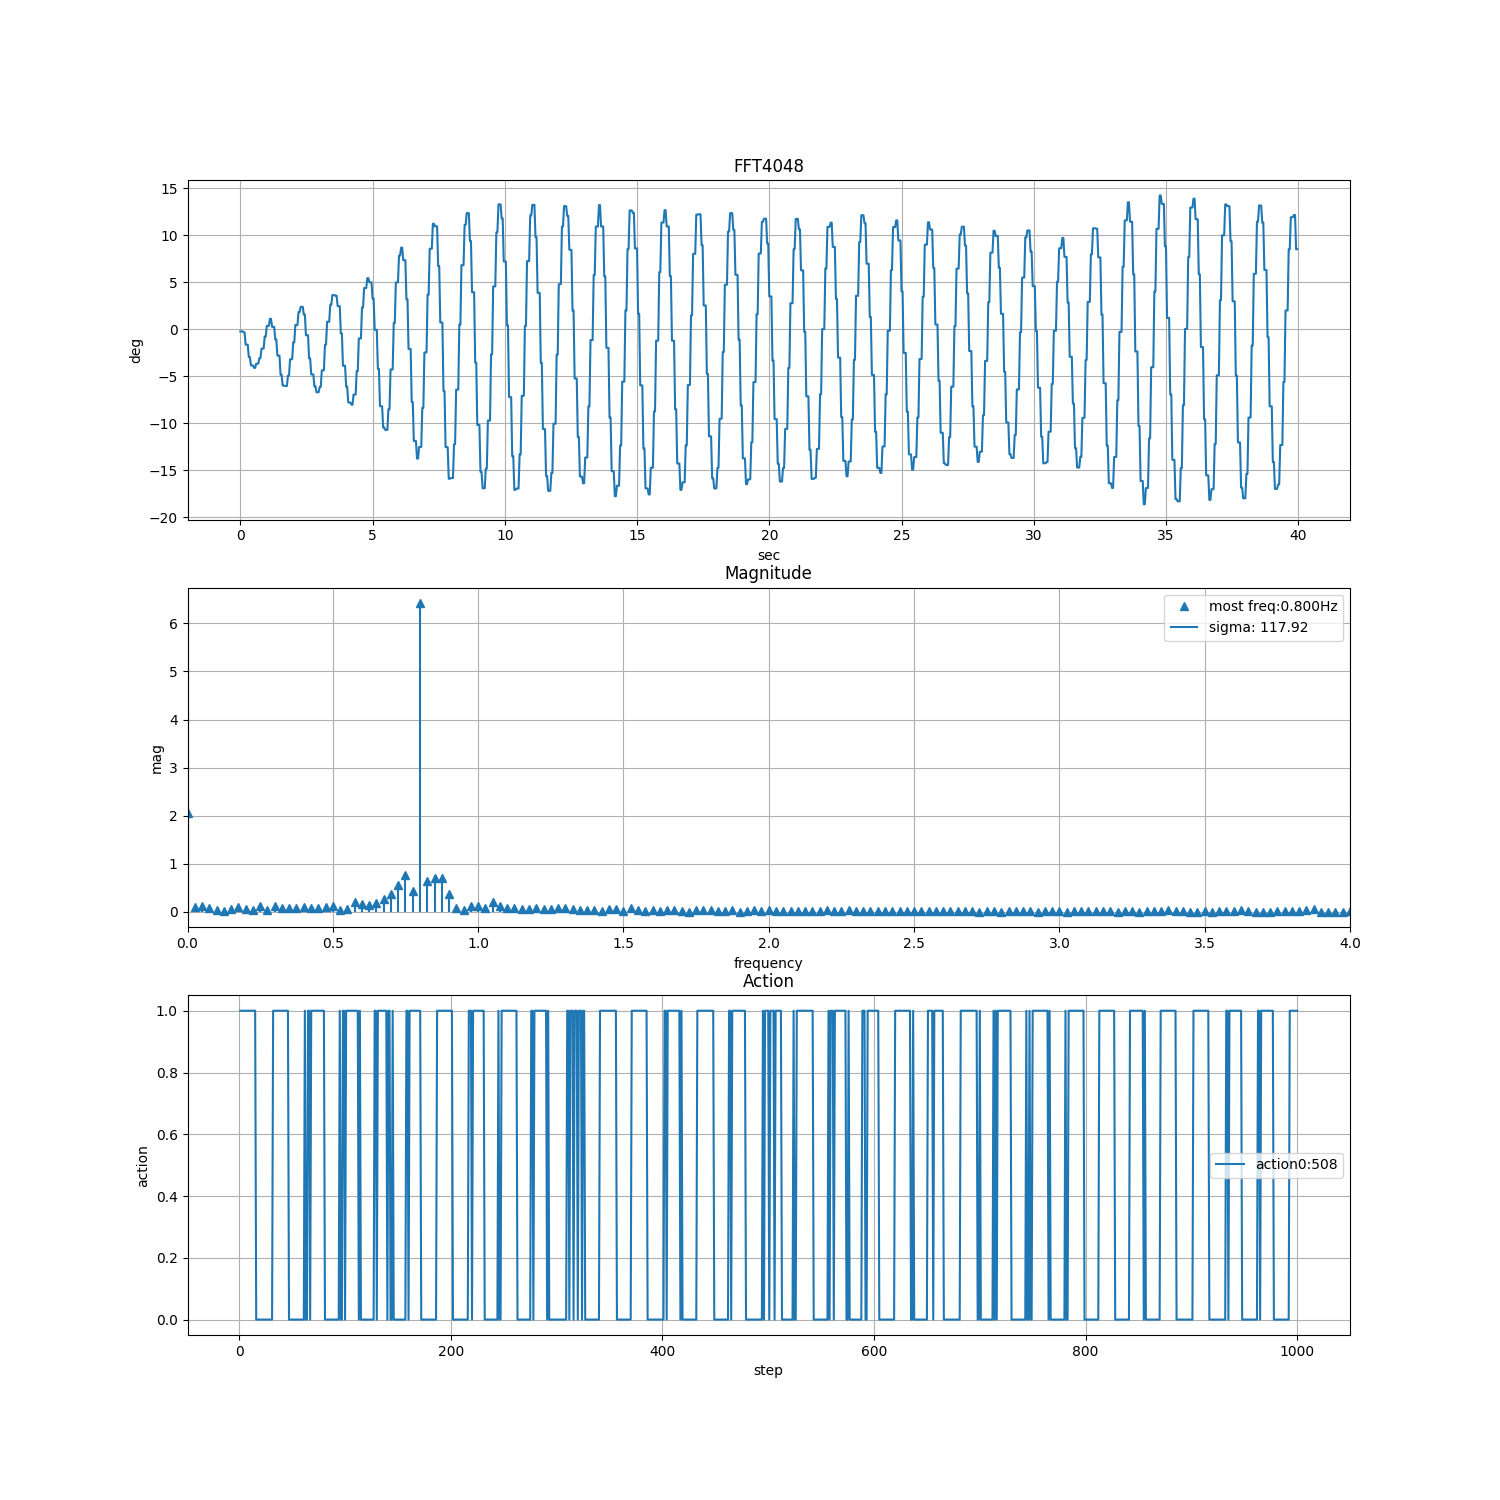 FFT4048
15
10
5
0
−5
−10
−15
−20
deg
0 5 10 15 20 25 30 35 40
sec
Magnitude
most freq:0.800Hz
sigma: 117.92
6
5
4
3
2
1
0
mag
0.0 0.5 1.0 1.5 2.0 2.5 3.0 3.5 4.0
frequency
Action
1.0
0.8
0.6
0.4
0.2
0.0
action
action0:508
0 200 400 600 800 1000
step